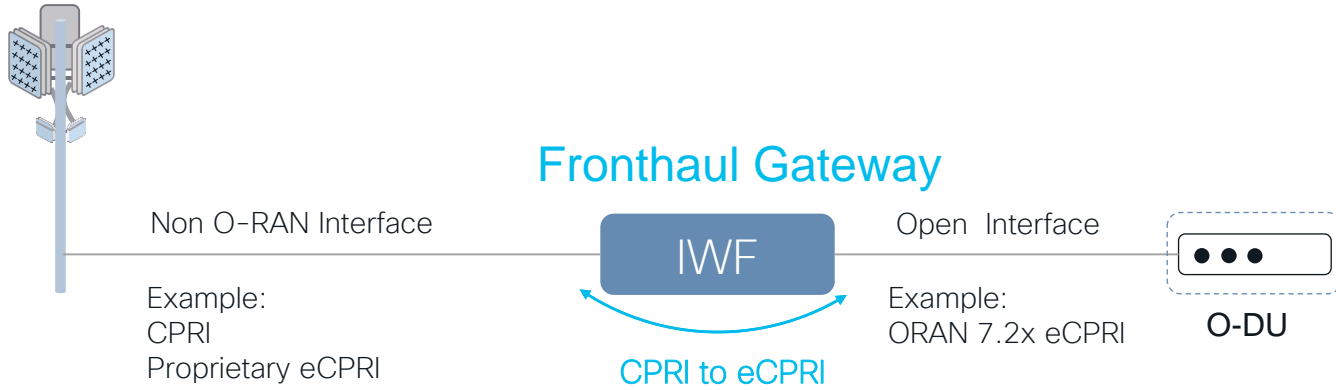 Fronthaul Gateway
Non O-RAN Interface
IWF
Open Interface
Example:
CPRI
Proprietary eCPRI
Example:
ORAN 7.2x eCPRI
O-DU
CPRI to eCPRI